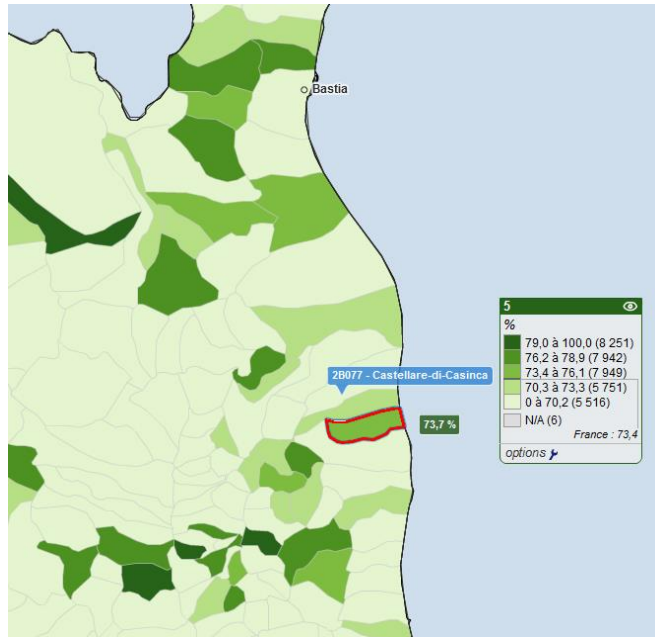 Bastia
5
%
79,0 à 100,0 (8 251)
76,2 à 78,9 (7 942)
73,4 à 76,1 (7 949)
70,3 à 73,3 (5 751)
0 à 70,2 (5 516)
N/A (6)
France : 73,4
options
2B077 - Castellare-di-Casinca
73,7 %